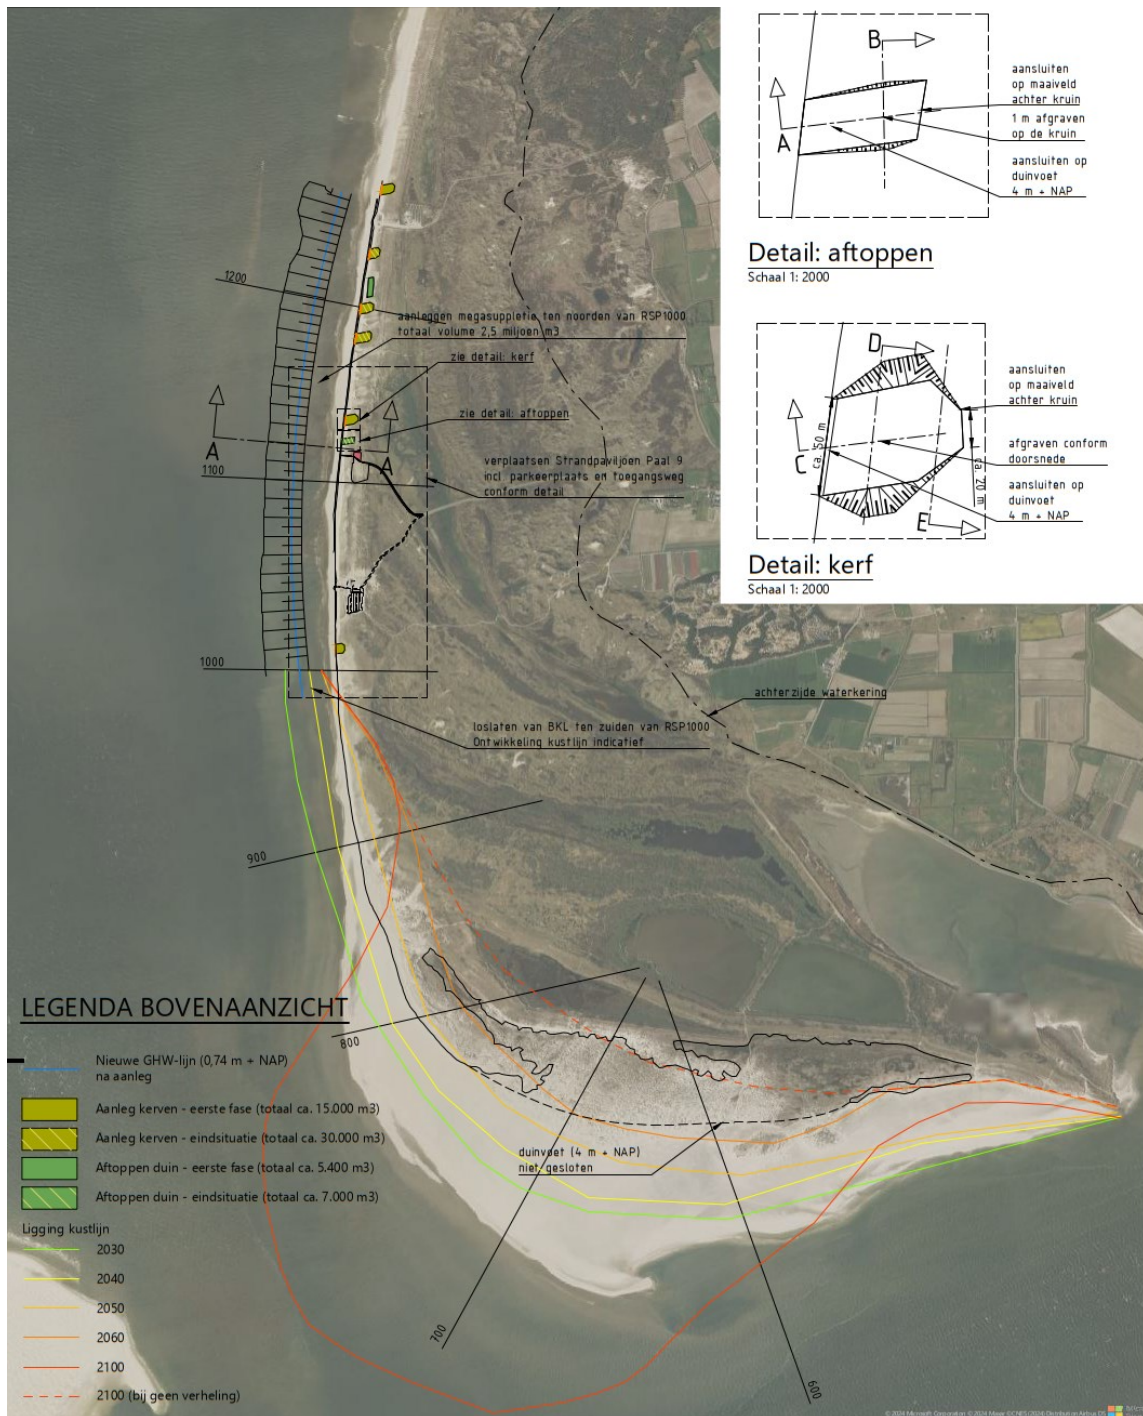 B
A
aansluiten
op maaiveld
achter kruin
1 m afgraven
op de kruin
aansluiten op
duinvoet
4 m + NAP
Detail: aftoppen
Schaal 1: 2000
D
C
E
ca. 50 m
ca. 20 m
aansluiten
op maaiveld
achter kruin
afgraven conform
doorsnede
aansluiten op
duinvoet
4 m + NAP
Detail: kerf
Schaal 1: 2000
1200
aanleggen megasuppletie ten noorden van RSP1000
totaal volume 2,5 miljoen m3
zie detail: kerf
zie detail: aftoppen
A
A
1100
verplaatsen Strandpaviljoen Paal 9
incl parkeerplaats en toegangsweg
conform detail
1000
achterzijde waterkering
loslaten van BKL ten zuiden van RSP1000
Ontwikkeling kustlijn indicatief
900
800
duinvoet (4 m + NAP)
niet gesloten
700
600
LEGENDA BOVENAANZICHT
Nieuwe GHW-lijn (0,74 m + NAP)
na aanleg
Aanleg kerven - eerste fase (totaal ca. 15.000 m3)
Aanleg kerven - eindsituatie (totaal ca. 30.000 m3)
Aftoppen duin - eerste fase (totaal ca. 5.400 m3)
Aftoppen duin - eindsituatie (totaal ca. 7.000 m3)
Ligging kustlijn
2030
2040
2050
2060
2100
2100 (bij geen verheling)